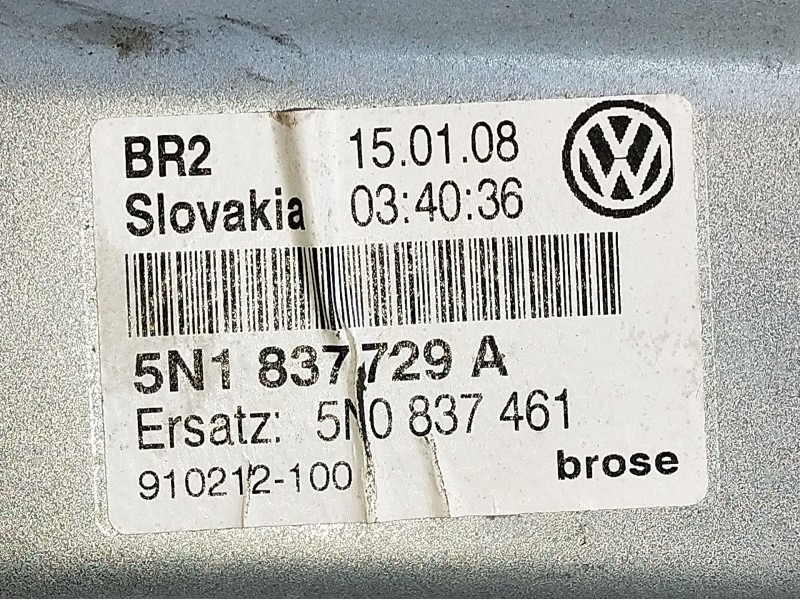 BR2 15.01.08
Slovakia 03:40:36
5N1 837 729 A
Ersatz: 5N0 837 461
910212-100 brose